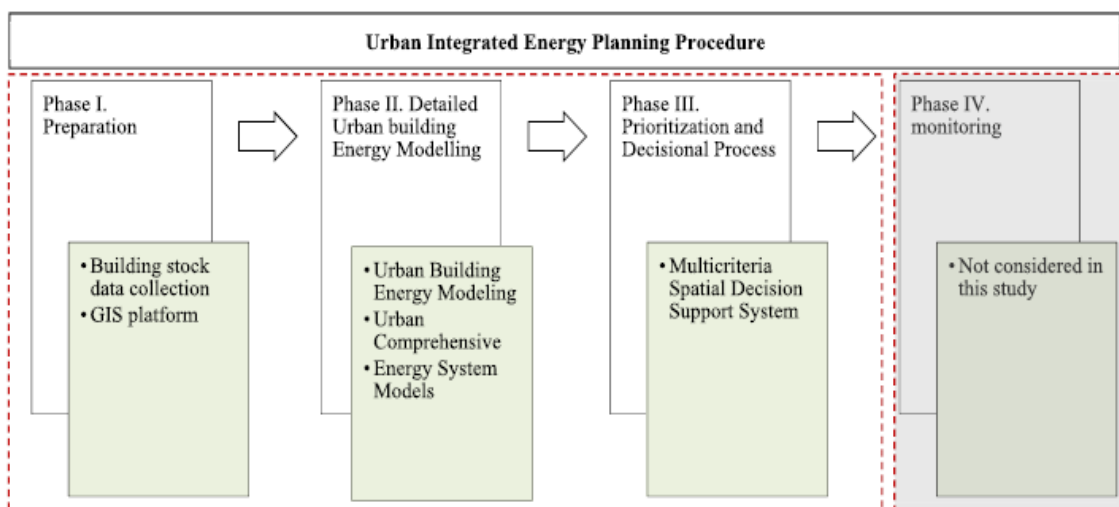 Urban Integrated Energy Planning Procedure
Phase I.
Preparation
• Building stock
data collection
• GIS platform
Phase II. Detailed
Urban building
Energy Modelling
• Urban Building
Energy Modeling
• Urban
Comprehensive
• Energy System
Models
Phase III.
Prioritization and
Decisional Process
• Multicriteria
Spatial Decision
Support System
Phase IV.
monitoring
• Not considered in
this study